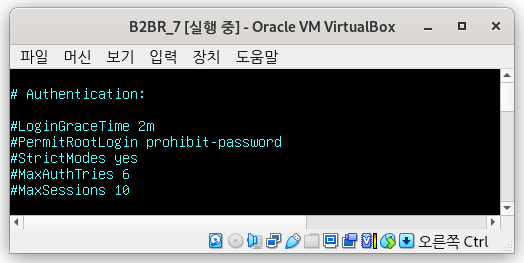 B2BR_7 [실행 중] - Oracle VM VirtualBox
파일 머신 보기 입력 장치 도움말
# Authentication:
#LoginGraceTime 2m
#PermitRootLogin prohibit-password
#StrictModes yes
#MaxAuthTries 6
#MaxSessions 10
오른쪽 Ctrl